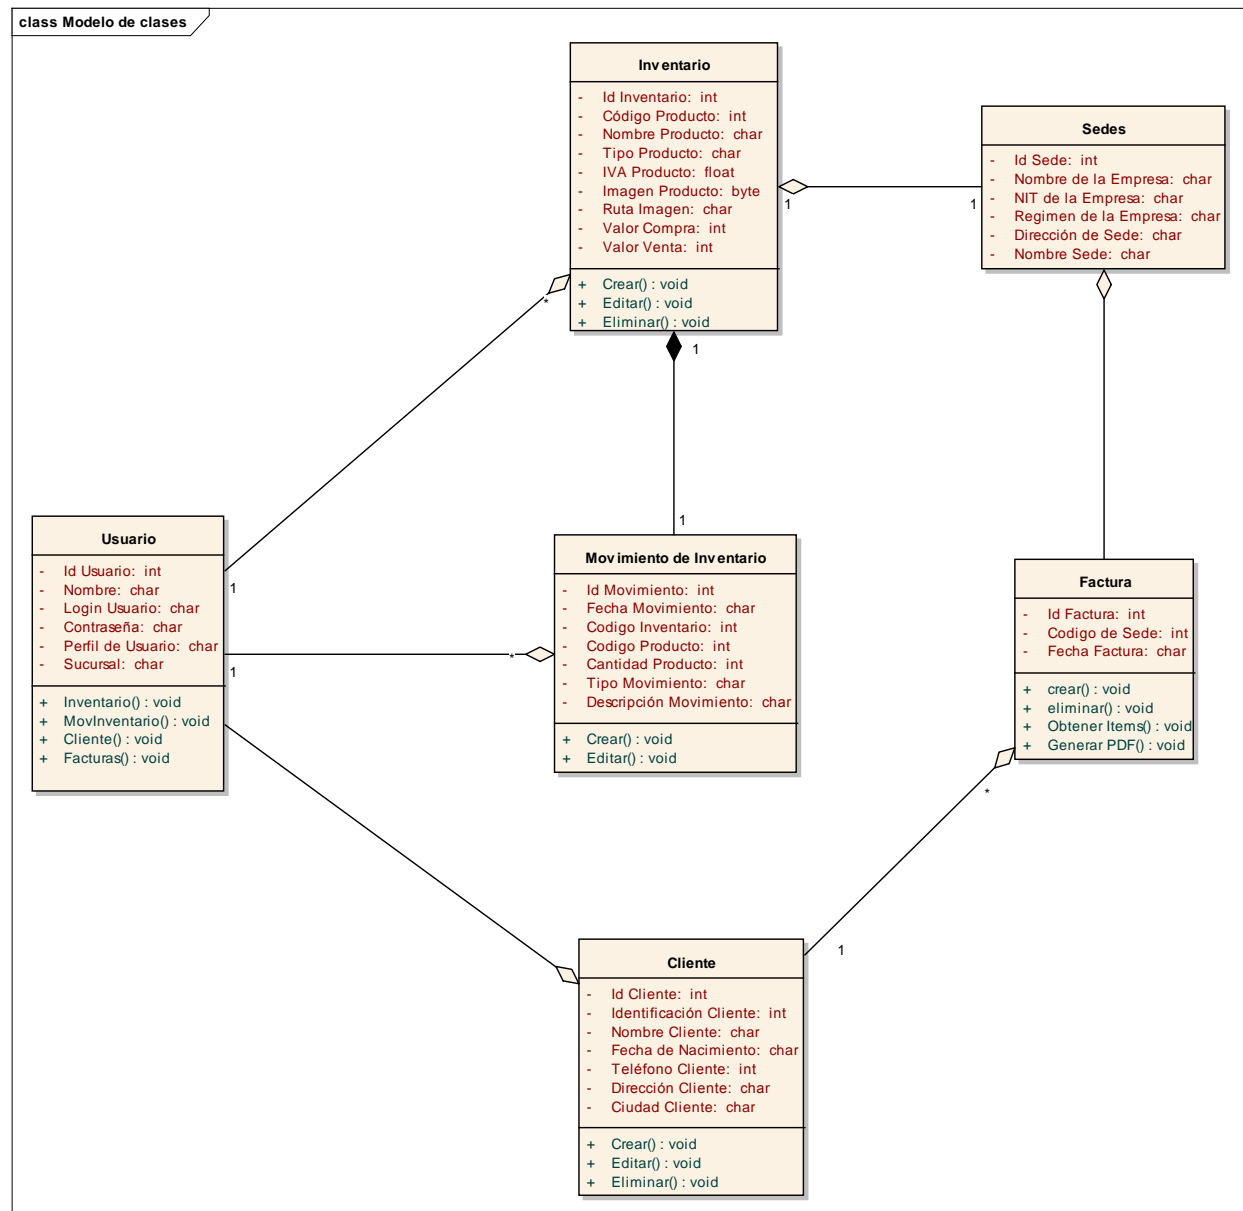 class Modelo de clases
Inventario
- Id Inventario: int
- Código Producto: int
- Nombre Producto: char
- Tipo Producto: char
- IVA Producto: float
- Imagen Producto: byte
- Ruta Imagen: char
- Valor Compra: int
- Valor Venta: int
+ Crear() : void
+ Editar() : void
+ Eliminar() : void
Sedes
- Id Sede: int
- Nombre de la Empresa: char
- NIT de la Empresa: char
- Regimen de la Empresa: char
- Dirección de Sede: char
- Nombre Sede: char
1
1
*
1
1
1
*
1
Usuario
- Id Usuario: int
- Nombre: char
- Login Usuario: char
- Contraseña: char
- Perfil de Usuario: char
- Sucursal: char
+ Inventario() : void
+ MovInventario() : void
+ Cliente() : void
+ Facturas() : void
Movimiento de Inventario
- Id Movimiento: int
- Fecha Movimiento: char
- Codigo Inventario: int
- Codigo Producto: int
- Cantidad Producto: int
- Tipo Movimiento: char
- Descripción Movimiento: char
+ Crear() : void
+ Editar() : void
Factura
- Id Factura: int
- Codigo de Sede: int
- Fecha Factura: char
+ crear() : void
+ eliminar() : void
+ Obtener Items() : void
+ Generar PDF() : void
*
1
Cliente
- Id Cliente: int
- Identificación Cliente: int
- Nombre Cliente: char
- Fecha de Nacimiento: char
- Teléfono Cliente: int
- Dirección Cliente: char
- Ciudad Cliente: char
+ Crear() : void
+ Editar() : void
+ Eliminar() : void